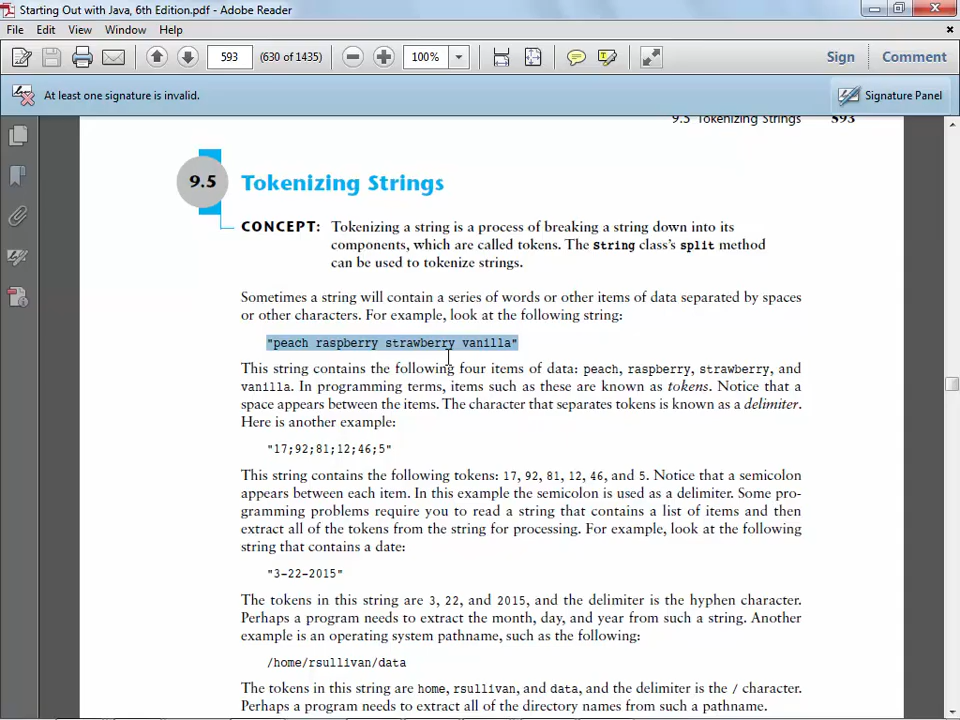 Starting Out with Java, 6th Edition.pdf - Adobe Reader
File Edit View Window Help
593 (630 of 1435) 100% Sign Comment
At least one signature is invalid. Signature Panel
9.5 Tokenizing Strings 593
9.5 Tokenizing Strings
CONCEPT: Tokenizing a string is a process of breaking a string down into its
components, which are called tokens. The String class's split method
can be used to tokenize strings.
Sometimes a string will contain a series of words or other items of data separated by spaces
or other characters. For example, look at the following string:
"peach raspberry strawberry vanilla"
This string contains the following four items of data: peach, raspberry, strawberry, and
vanilla. In programming terms, items such as these are known as tokens. Notice that a
space appears between the items. The character that separates tokens is known as a delimiter.
Here is another example:
"17;92;81;12;46;5"
This string contains the following tokens: 17, 92, 81, 12, 46, and 5. Notice that a semicolon
appears between each item. In this example the semicolon is used as a delimiter. Some pro-
gramming problems require you to read a string that contains a list of items and then
extract all of the tokens from the string for processing. For example, look at the following
string that contains a date:
"3-22-2015"
The tokens in this string are 3, 22, and 2015, and the delimiter is the hyphen character.
Perhaps a program needs to extract the month, day, and year from such a string. Another
example is an operating system pathname, such as the following:
/home/rsullivan/data
The tokens in this string are home, rsullivan, and data, and the delimiter is the / character.
Perhaps a program needs to extract all of the directory names from such a pathname.